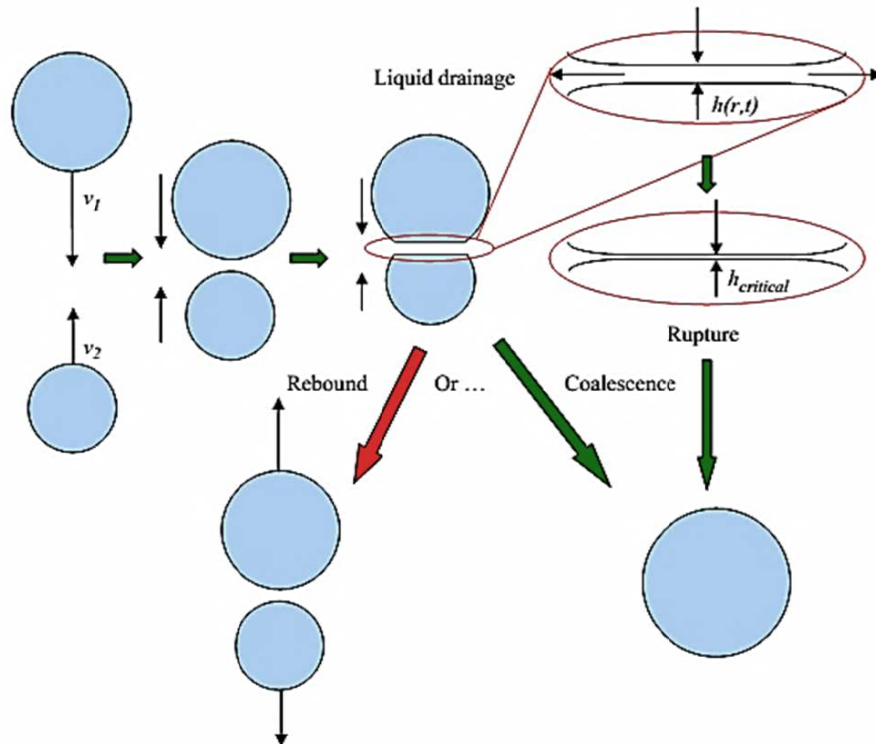 Liquid drainage
h(r,t)
v1
v2
hcritical
Rupture
Rebound
Or ...
Coalescence